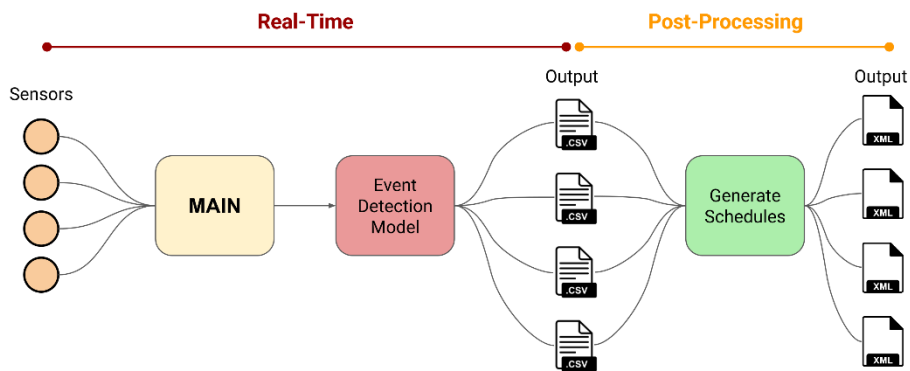 Real-Time
Post-Processing
Sensors
Output
Output
MAIN
Event
Detection
Model
Generate
Schedules
.CSV
.CSV
.CSV
.CSV
XML
XML
XML
XML